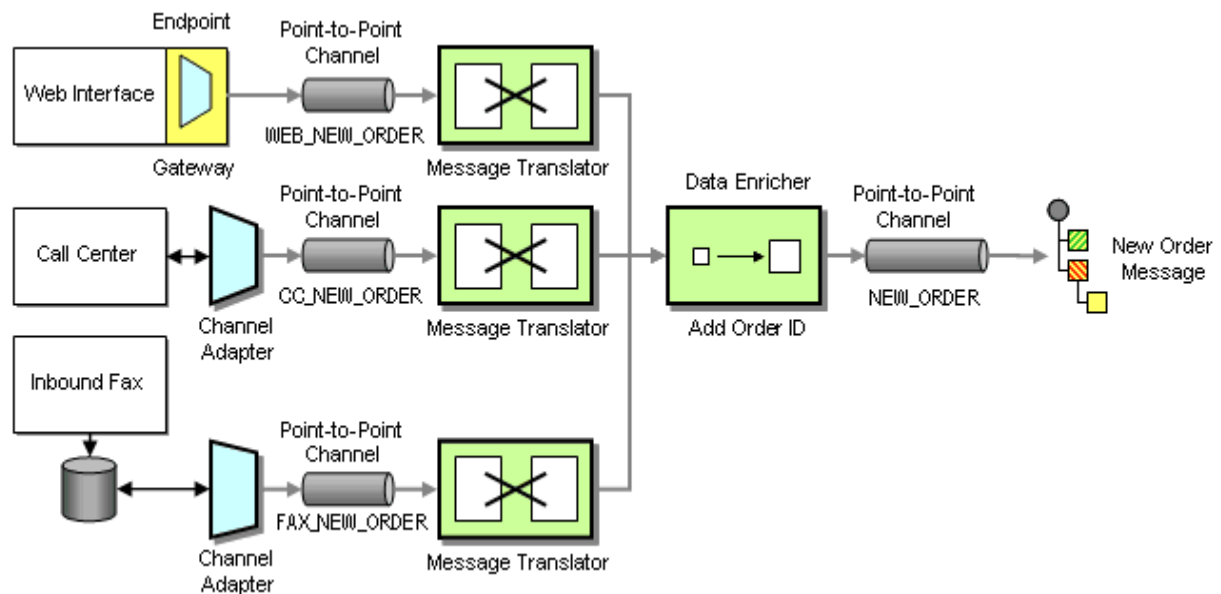 Endpoint
Point-to-Point
Channel
Web Interface
WEB_NEW_ORDER
Gateway
Message Translator
Point-to-Point
Channel
Call Center
CC_NEW_ORDER
Channel
Adapter
Message Translator
Data Enricher
Add Order ID
Point-to-Point
Channel
NEW_ORDER
New Order
Message
Inbound Fax
Point-to-Point
Channel
FAX_NEW_ORDER
Channel
Adapter
Message Translator